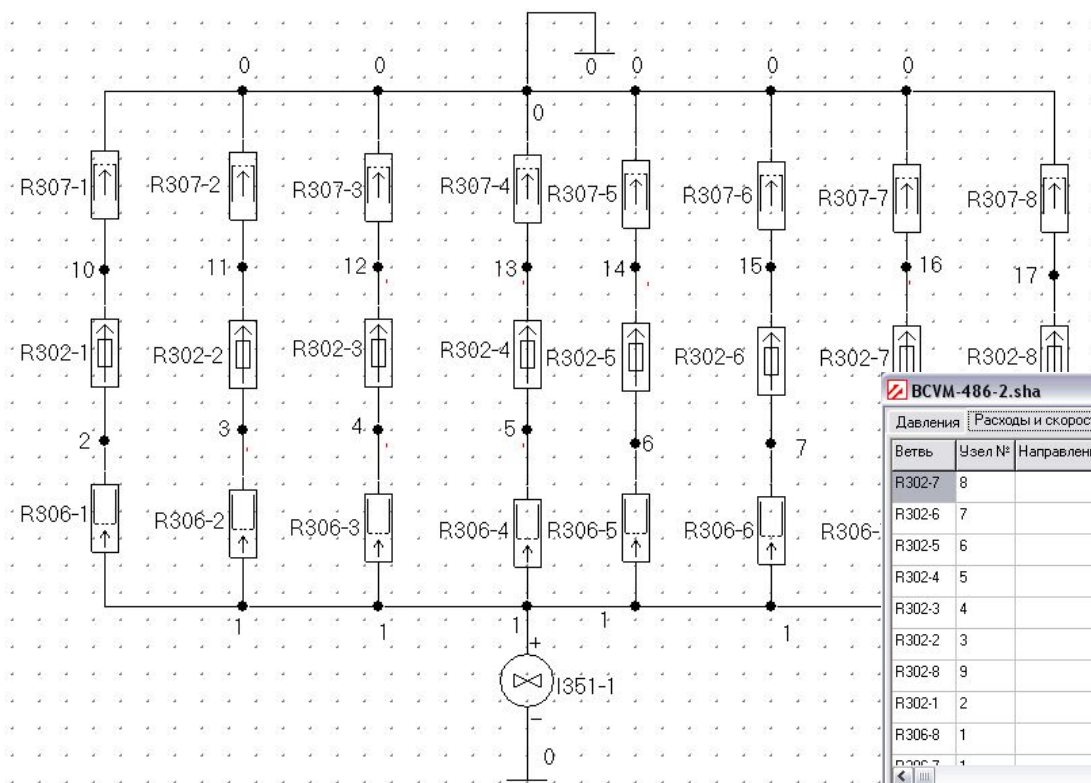 0 0 0 0 0 0
0
R307-1 R307-2 R307-3 R307-4 R307-5 R307-6 R307-7 R307-8
10 11 12 13 14 15 16 17
R302-1 R302-2 R302-3 R302-4 R302-5 R302-6 R302-7 R302-8
2 3 4 5 6 7
R306-1 R306-2 R306-3 R306-4 R306-5 R306-6 R306-
1 1 1 1 1
+
I351-1
−
0
BCVM-486-2.sha
Давления Расходы и скорос
Ветвь Узел № Направлени
R302-7 8
R302-6 7
R302-5 6
R302-4 5
R302-3 4
R302-2 3
R302-8 9
R302-1 2
R306-8 1